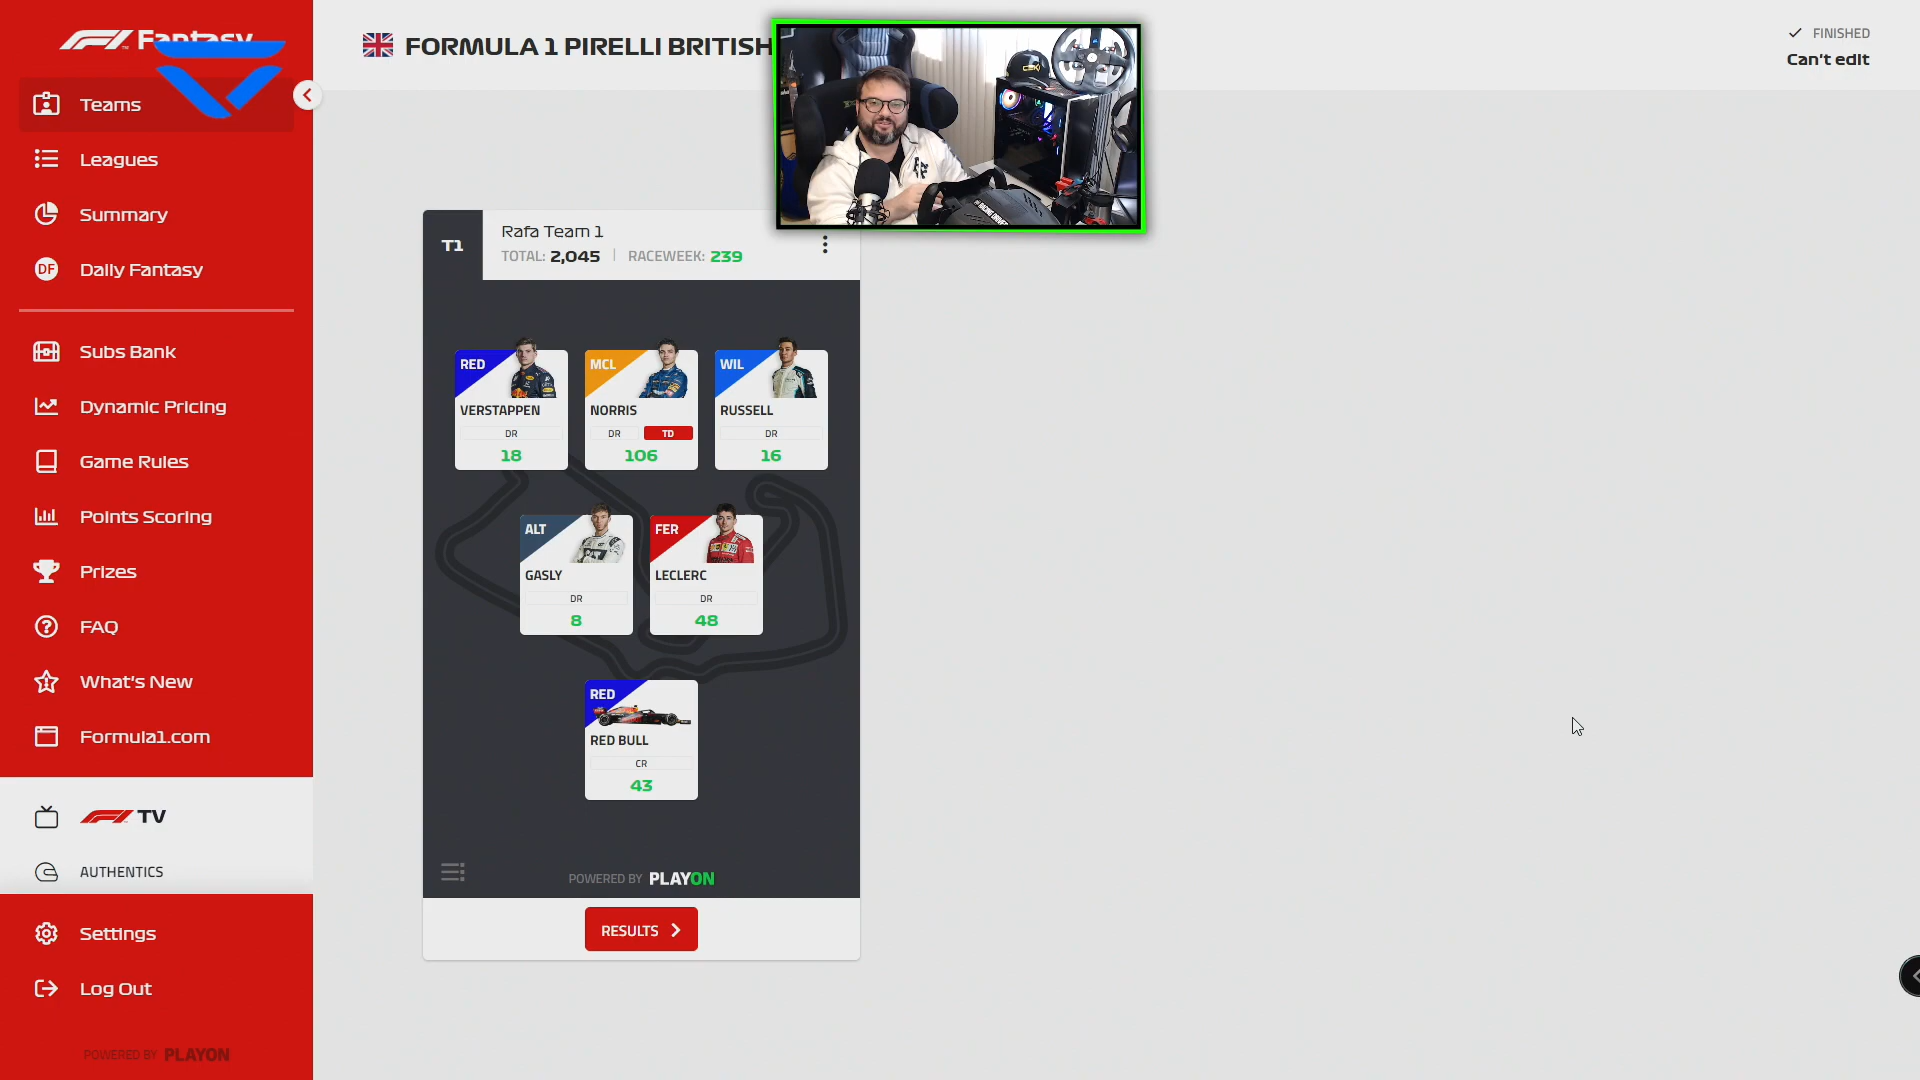 F1 Fantasy
Teams
Leagues
Summary
DF Daily Fantasy
Subs Bank
Dynamic Pricing
Game Rules
Points Scoring
Prizes
FAQ
What's New
Formula1.com
F1 TV
AUTHENTICS
Settings
Log Out
POWERED BY PLAYON
FORMULA 1 PIRELLI BRITISH
FINISHED
Can't edit
T1
Rafa Team 1
TOTAL: 2,045 | RACEWEEK: 239
RED
VERSTAPPEN
DR
18
MCL
NORRIS
DR TD
106
WIL
RUSSELL
DR
16
ALT
GASLY
DR
8
FER
LECLERC
DR
48
RED
RED BULL
CR
43
POWERED BY PLAYON
RESULTS